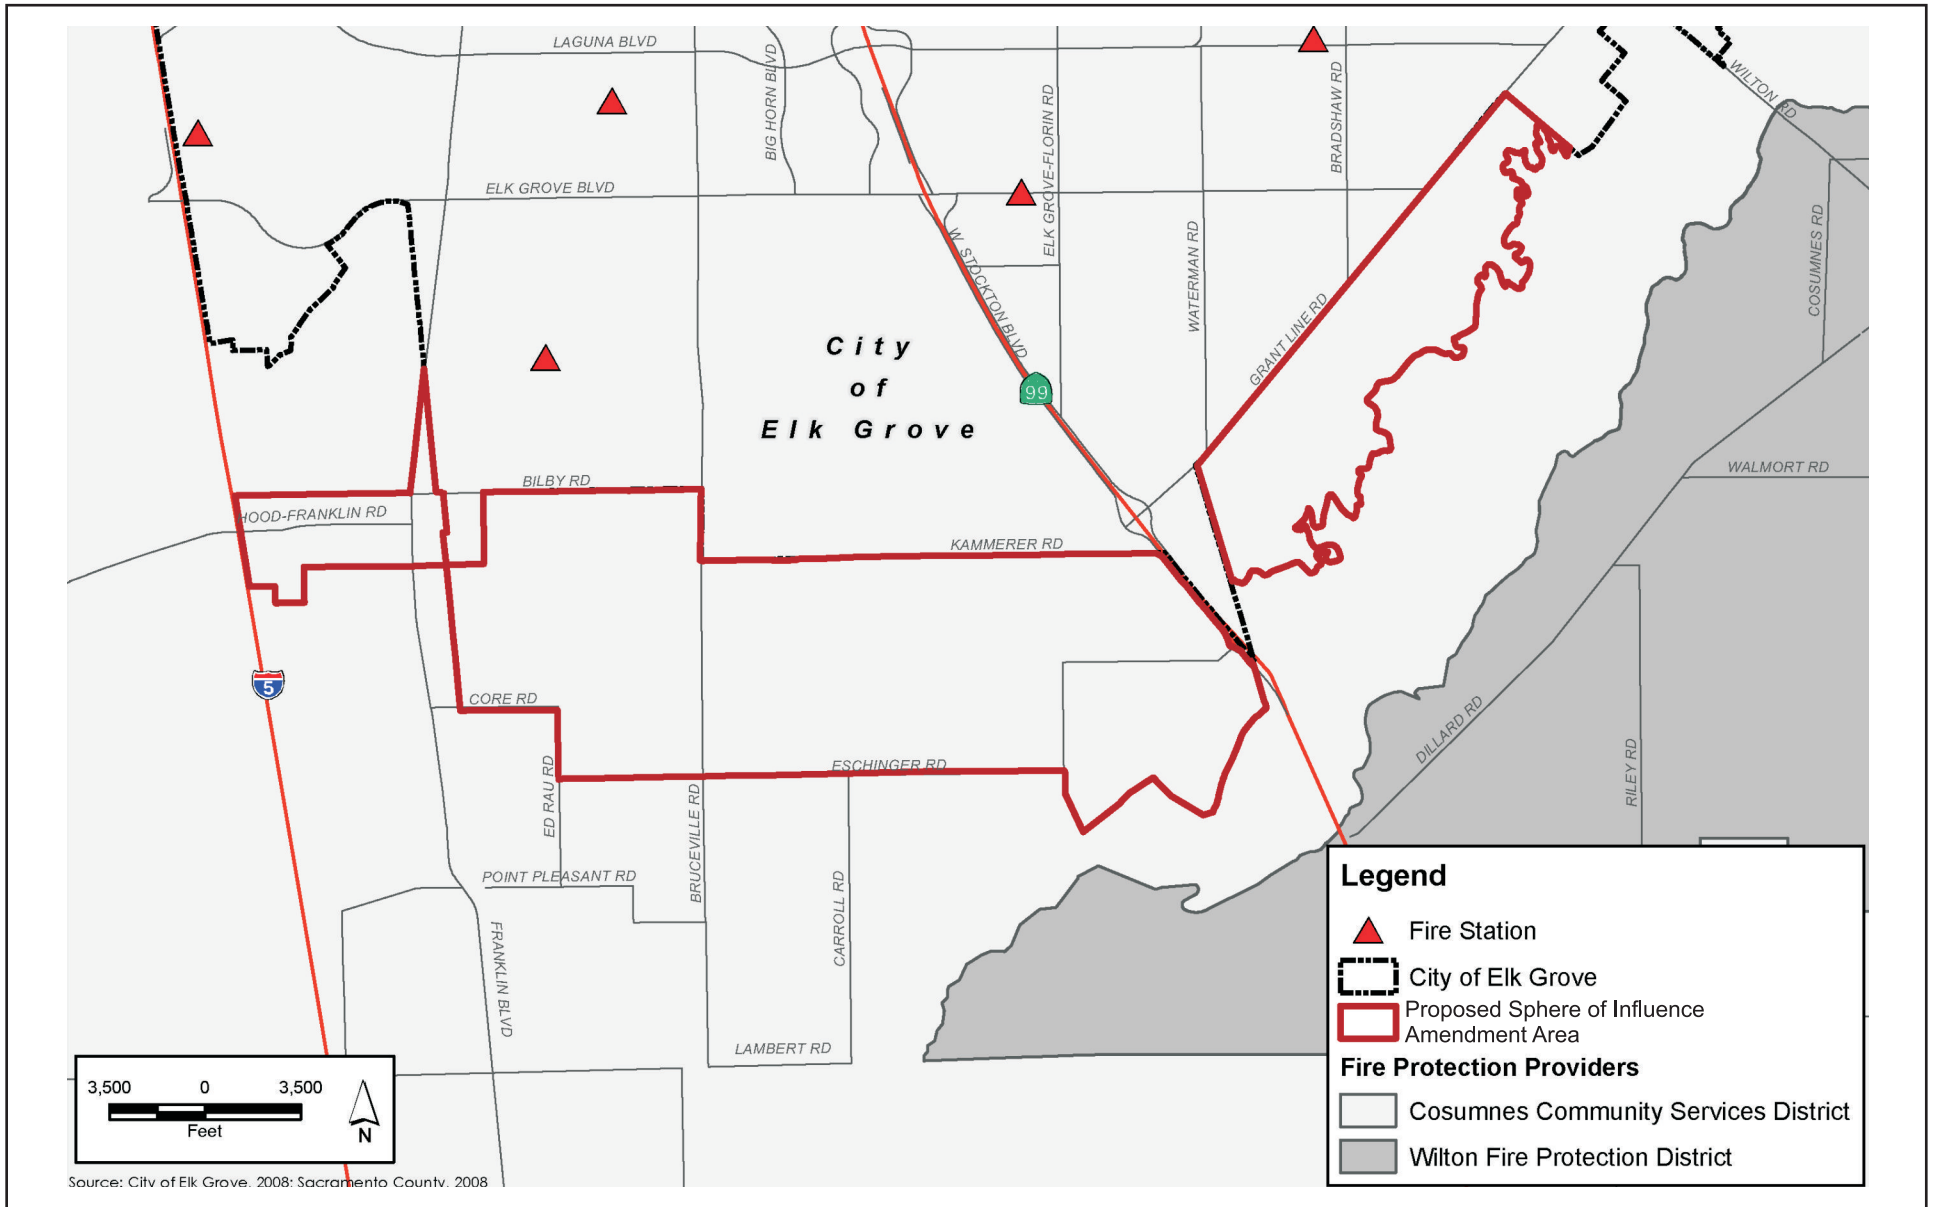 LAGUNA BLVD
BIG HORN BLVD
ELK GROVE-FLORIN RD
BRADSHAW RD
WILTON RD
ELK GROVE BLVD
W. STOCKTON BLVD
WATERMAN RD
GRANT LINE RD
COSUMNES RD
City
of
Elk Grove
99
BILBY RD
HOOD-FRANKLIN RD
KAMMERER RD
WALMORT RD
5
CORE RD
ED RAU RD
ESCHINGER RD
BRUCEVILLE RD
DILLARD RD
RILEY RD
POINT PLEASANT RD
CARROLL RD
FRANKLIN BLVD
LAMBERT RD
Legend
Fire Station
City of Elk Grove
Proposed Sphere of Influence
Amendment Area
Fire Protection Providers
Cosumnes Community Services District
Wilton Fire Protection District
3,500 0 3,500
Feet
N
Source: City of Elk Grove, 2008; Sacramento County, 2008